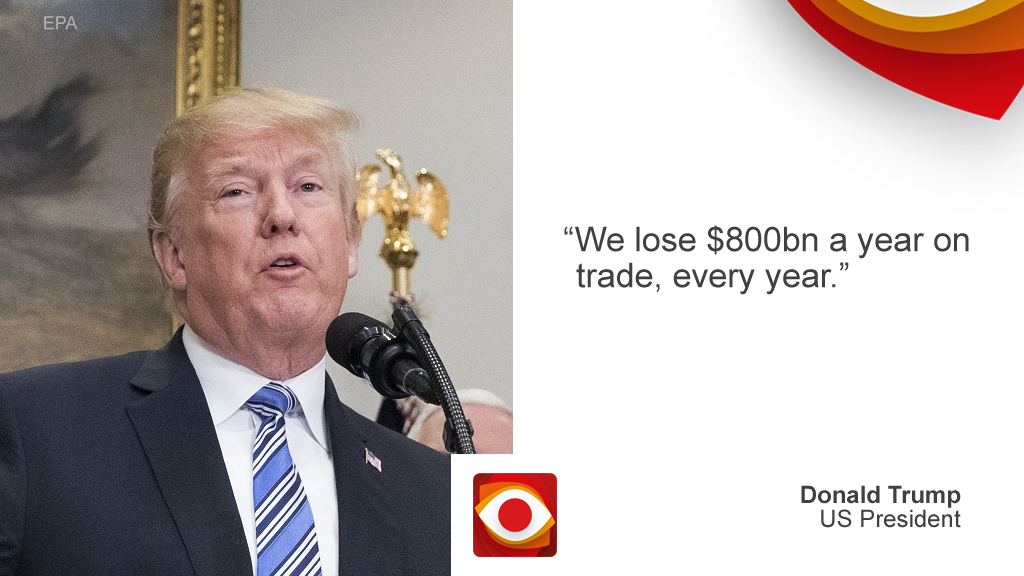 EPA
“We lose $800bn a year on
trade, every year.”
Donald Trump
US President